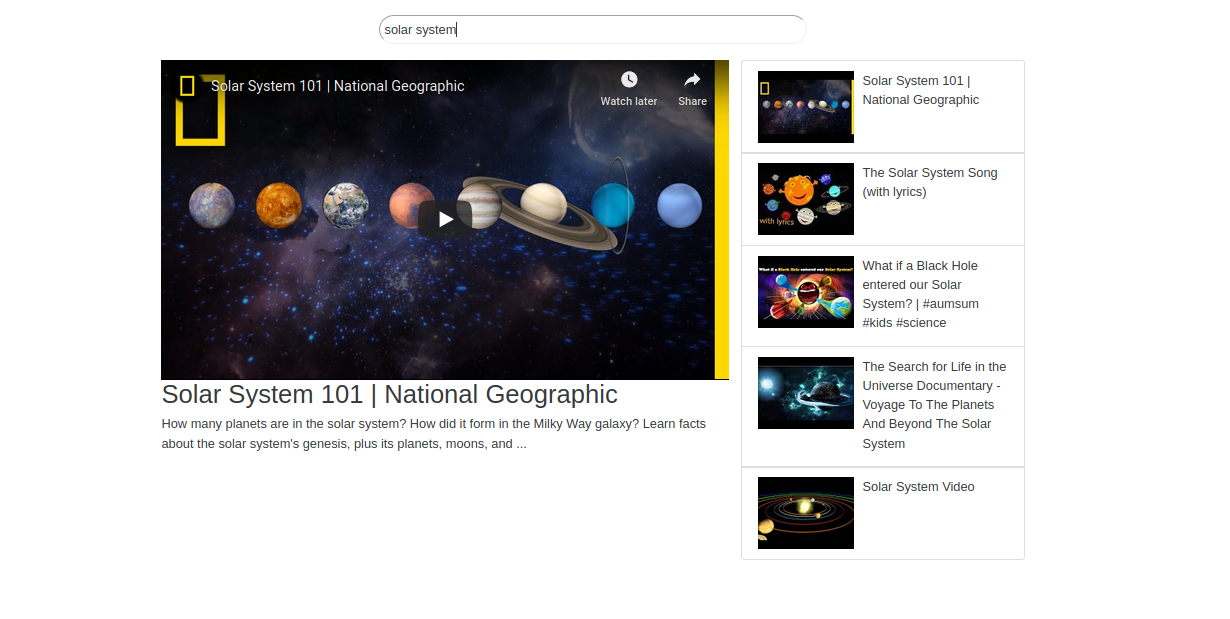 solar system
Solar System 101 | National Geographic
Watch later
Share
Solar System 101 | National Geographic
How many planets are in the solar system? How did it form in the Milky Way galaxy? Learn facts
about the solar system's genesis, plus its planets, moons, and ...
Solar System 101 |
National Geographic
with lyrics
The Solar System Song
(with lyrics)
What if a Black Hole entered our Solar System?
What if a Black Hole
entered our Solar
System? | #aumsum
#kids #science
The Search for Life in the
Universe Documentary -
Voyage To The Planets
And Beyond The Solar
System
Solar System Video